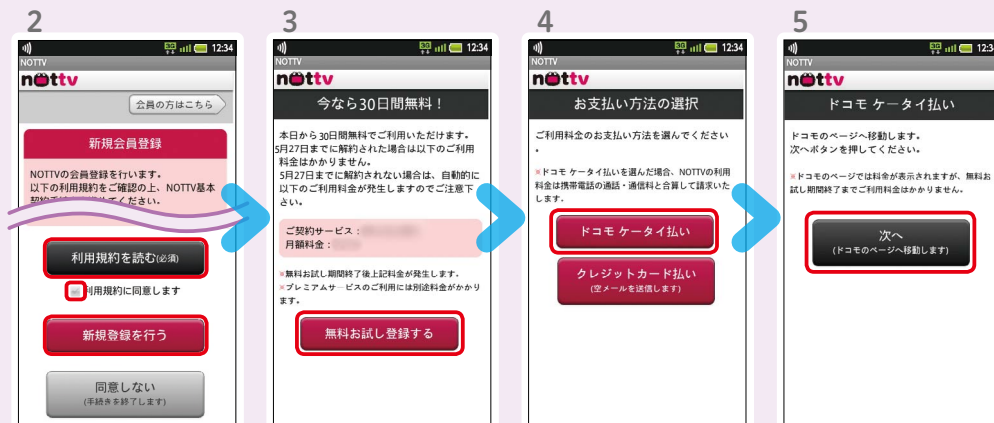 2
12:34
NOTTV
nottv
会員の方はこちら
新規会員登録
NOTTVの会員登録を行います。
以下の利用規約をご確認の上、NOTTV基本
ください。
利用規約を読む(必須)
利用規約に同意します
新規登録を行う
同意しない
(手続きを終了します)
3
3G 12:34
NOTTV
nottv
今なら30日間無料！
本日から30日間無料でご利用いただけます。
5月27日までに解約された場合は以下のご利用
料金はかかりません。
5月27日までに解約されない場合は、自動的に
以下のご利用料金が発生しますのでご注意下
さい。
ご契約サービス：
月額料金：
※無料お試し期間終了後上記料金が発生します。
※プレミアムサービスのご利用には別途料金がかかり
ます。
無料お試し登録する
4
3G 12:34
NOTTV
nottv
お支払い方法の選択
ご利用料金のお支払い方法を選んでください
。
※ドコモ ケータイ払いを選んだ場合、NOTTVの利用
料金は携帯電話の通話・通信料と合算して請求いた
します。
ドコモ ケータイ払い
クレジットカード払い
(空メールを送信します)
5
3G 12:3
NOTTV
nottv
ドコモ ケータイ払い
ドコモのページへ移動します。
次へボタンを押してください。
※ドコモのページでは料金が表示されますが、無料お
試し期間終了までご利用料金はかかりません。
次へ
(ドコモのページへ移動します)